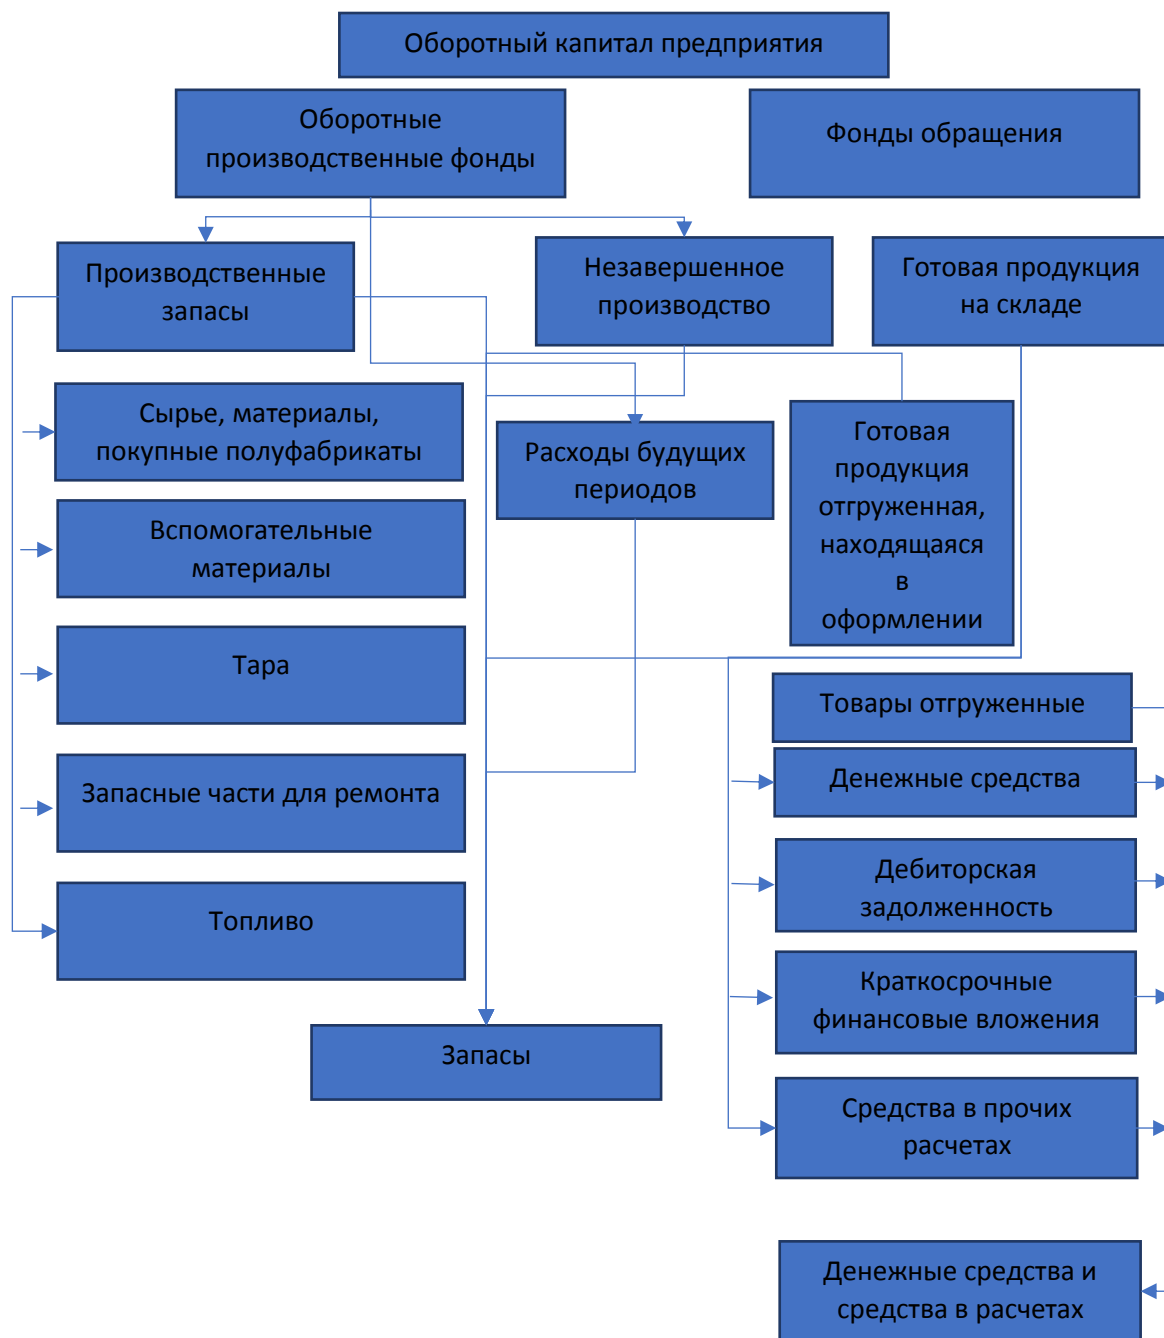 Оборотный капитал предприятия
Оборотные
производственные фонды
Фонды обращения
Производственные
запасы
Незавершенное
производство
Готовая продукция
на складе
Сырье, материалы,
покупные полуфабрикаты
Расходы будущих
периодов
Готовая
продукция
отгруженная,
находящаяся
в
оформлении
Вспомогательные
материалы
Тара
Товары отгруженные
Запасные части для ремонта
Денежные средства
Дебиторская
задолженность
Топливо
Краткосрочные
финансовые вложения
Запасы
Средства в прочих
расчетах
Денежные средства и
средства в расчетах